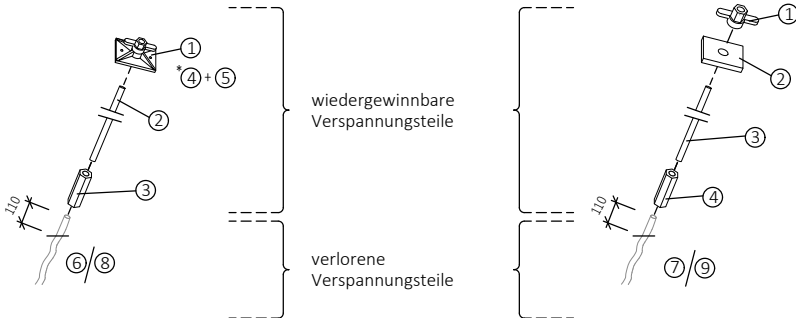 ①
*④ + ⑤
②
③
110
⑥/⑧
wiedergewinnbare
Verspannungsteile
verlorene
Verspannungsteile
①
②
③
④
110
⑦/⑨